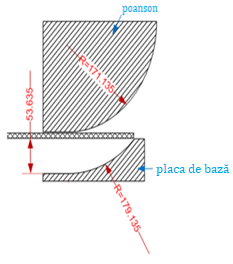 poanson
R=171.135
53.635
placa de bază
R=179.135